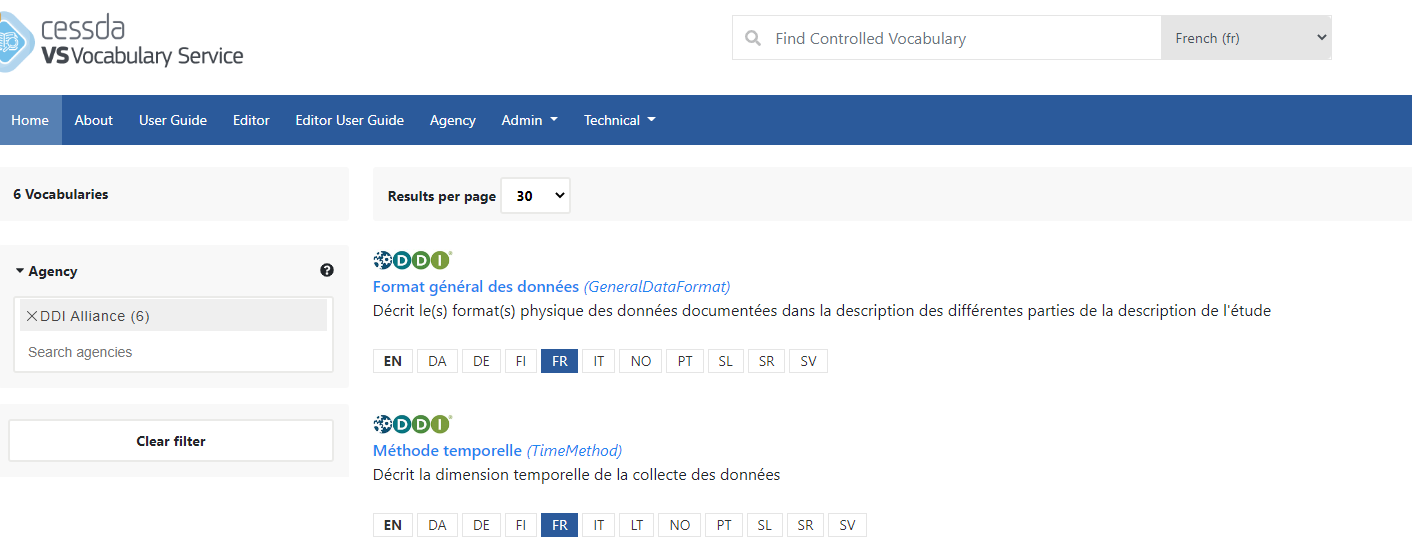 cessda
VS Vocabulary Service
Find Controlled Vocabulary
French (fr)
Home About User Guide Editor Editor User Guide Agency Admin Technical
6 Vocabularies
Results per page 30
Agency
DDI Alliance (6)
Search agencies
Clear filter
DDI
Format général des données (GeneralDataFormat)
Décrit le(s) format(s) physique des données documentées dans la description des différentes parties de la description de l'étude
EN DA DE FI FR IT NO PT SL SR SV
DDI
Méthode temporelle (TimeMethod)
Décrit la dimension temporelle de la collecte des données
EN DA DE FI FR IT LT NO PT SL SR SV